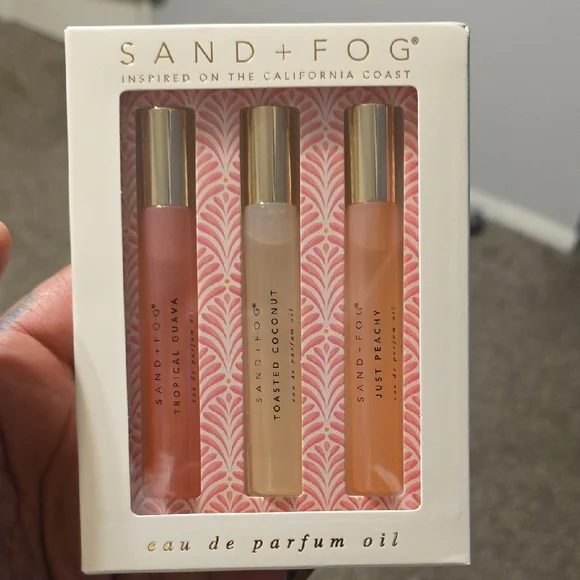 SAND + FOG®
INSPIRED ON THE CALIFORNIA COAST
SAND + FOG®
TROPICAL GUAVA
eau de parfum oil
SAND + FOG®
TOASTED COCONUT
eau de parfum oil
SAND + FOG®
JUST PEACHY
eau de parfum oil
eau de parfum oil